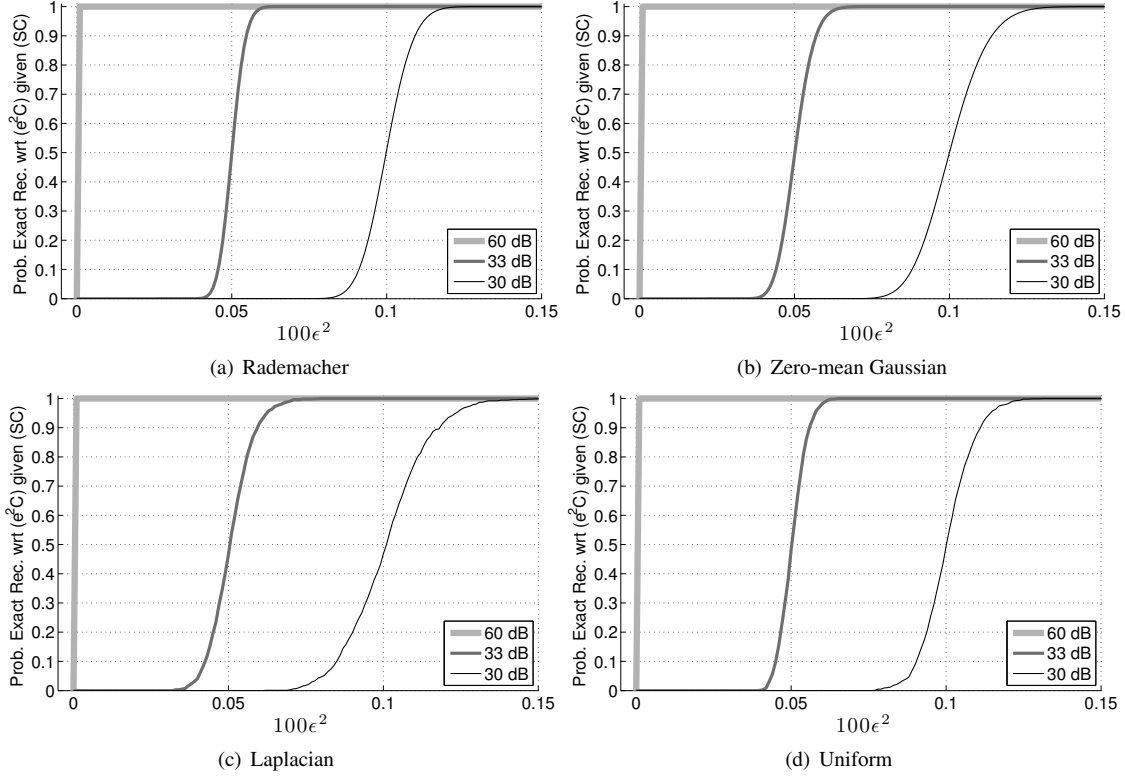 Prob. Exact Rec. wrt (e²C) given (SC)
1
0.9
0.8
0.7
0.6
0.5
0.4
0.3
0.2
0.1
0
60 dB
33 dB
30 dB
0 0.05 0.1 0.15
100ϵ²
(a) Rademacher
Prob. Exact Rec. wrt (e²C) given (SC)
1
0.9
0.8
0.7
0.6
0.5
0.4
0.3
0.2
0.1
0
60 dB
33 dB
30 dB
0 0.05 0.1 0.15
100ϵ²
(b) Zero-mean Gaussian
Prob. Exact Rec. wrt (e²C) given (SC)
1
0.9
0.8
0.7
0.6
0.5
0.4
0.3
0.2
0.1
0
60 dB
33 dB
30 dB
0 0.05 0.1 0.15
100ϵ²
(c) Laplacian
Prob. Exact Rec. wrt (e²C) given (SC)
1
0.9
0.8
0.7
0.6
0.5
0.4
0.3
0.2
0.1
0
60 dB
33 dB
30 dB
0 0.05 0.1 0.15
100ϵ²
(d) Uniform